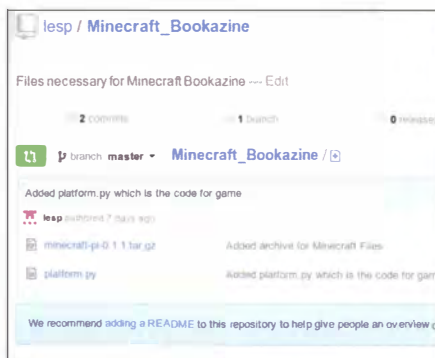 lesp / Minecraft_Bookazine
Files necessary for Minecraft Bookazine — Edit
2 commits 1 branch 0 releases
branch master Minecraft_Bookazine /
Added platform.py which is the code for game
lesp authored 7 days ago
minecraft-pi-0.1.1.tar.gz Added archive for Minecraft Files
platform.py Added platform.py which is the code for gam
We recommend adding a README to this repository to help give people an overview